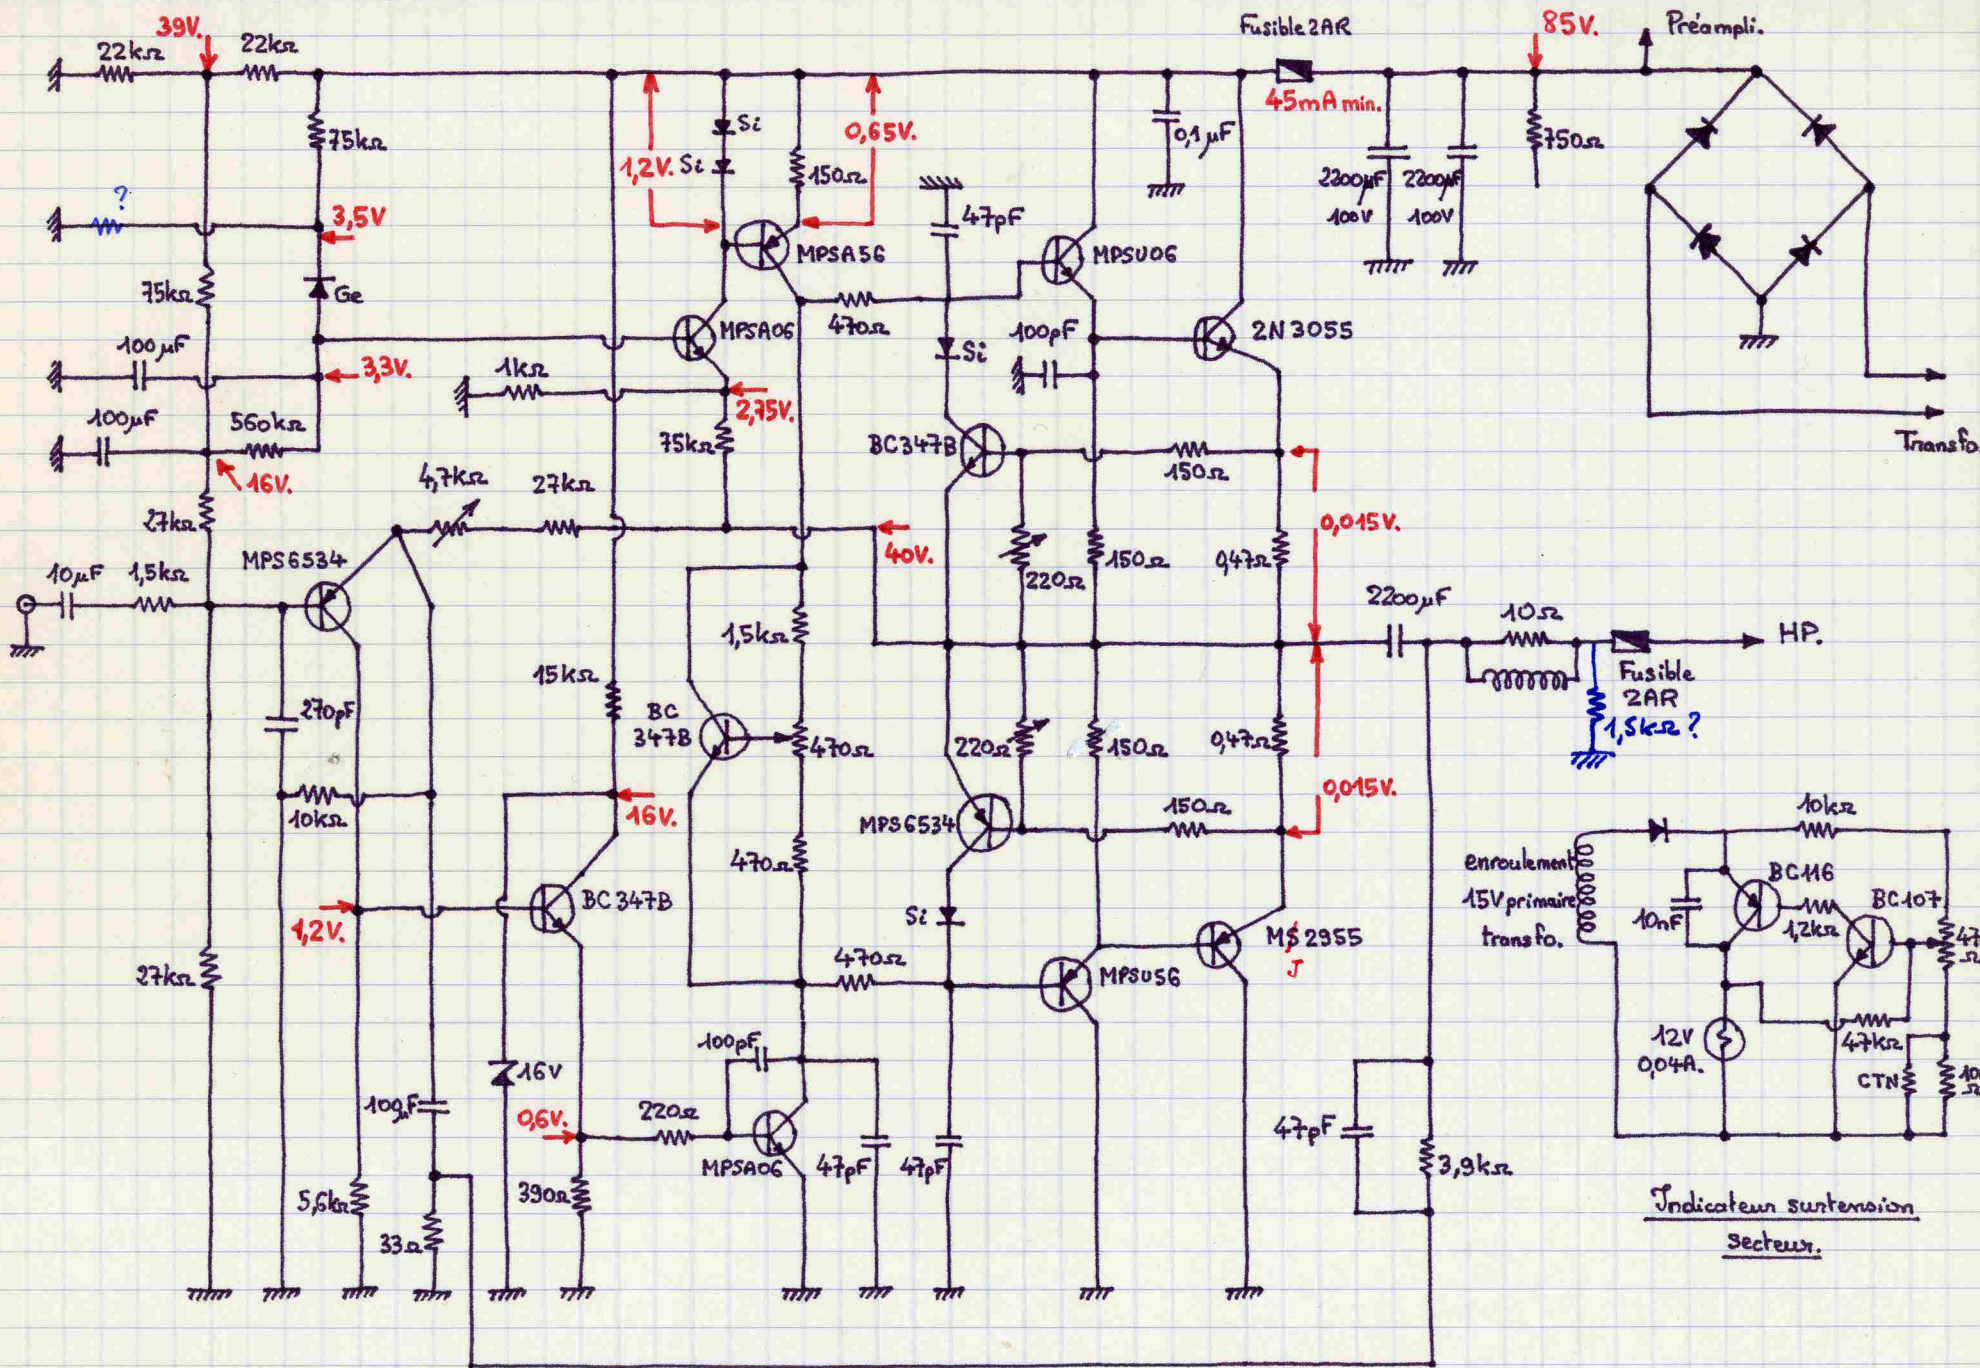 39V.
22kΩ
22kΩ
Fusible 2AR
85V.
Préampli.
45mA min.
75kΩ
Si
Si
1,2V.
0,65V.
150Ω
0,1µF
2200µF
100V
2200µF
100V
750Ω
?
3,5V
47pF
MPSA56
MPSU06
75kΩ
Ge
MPSA06
470Ω
100pF
2N3055
Si
100µF
3,3V.
1kΩ
2,75V.
100µF
560kΩ
75kΩ
BC347B
150Ω
Transfo.
16V.
4,7kΩ
27kΩ
27kΩ
40V.
0,015V.
MPS6534
220Ω
150Ω
0,47Ω
10µF
1,5kΩ
2200µF
10Ω
HP.
1,5kΩ
Fusible
2AR
1,5kΩ ?
15kΩ
270pF
BC
347B
470Ω
220Ω
150Ω
0,47Ω
0,015V.
10kΩ
16V.
MPS6534
150Ω
470Ω
10kΩ
enroulement
15V primaire
transfo.
BC116
BC107
10nF
1,2kΩ
47
Ω
1,2V.
BC347B
Si
MS2955
J
27kΩ
470Ω
MPSU56
47kΩ
12V
0,04A.
CTN
10
Ω
100pF
16V
100µF
0,6V.
220Ω
MPSA06
47pF
47pF
47pF
3,9kΩ
5,6kΩ
390Ω
33Ω
Indicateur surtension
secteur.